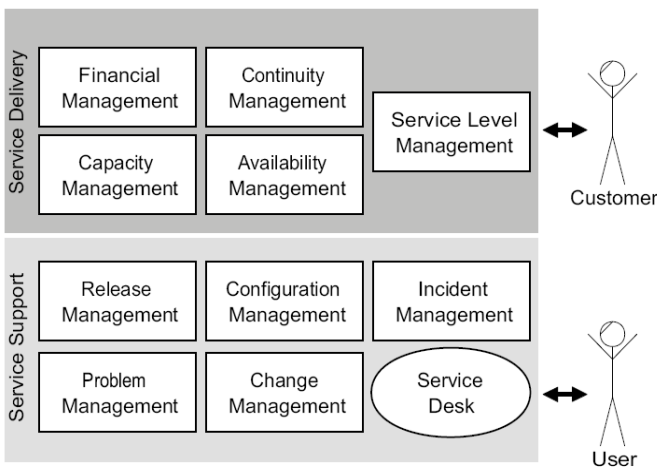 Service Delivery
Financial
Management
Continuity
Management
Capacity
Management
Availability
Management
Service Level
Management
Customer
Service Support
Release
Management
Configuration
Management
Incident
Management
Problem
Management
Change
Management
Service
Desk
User